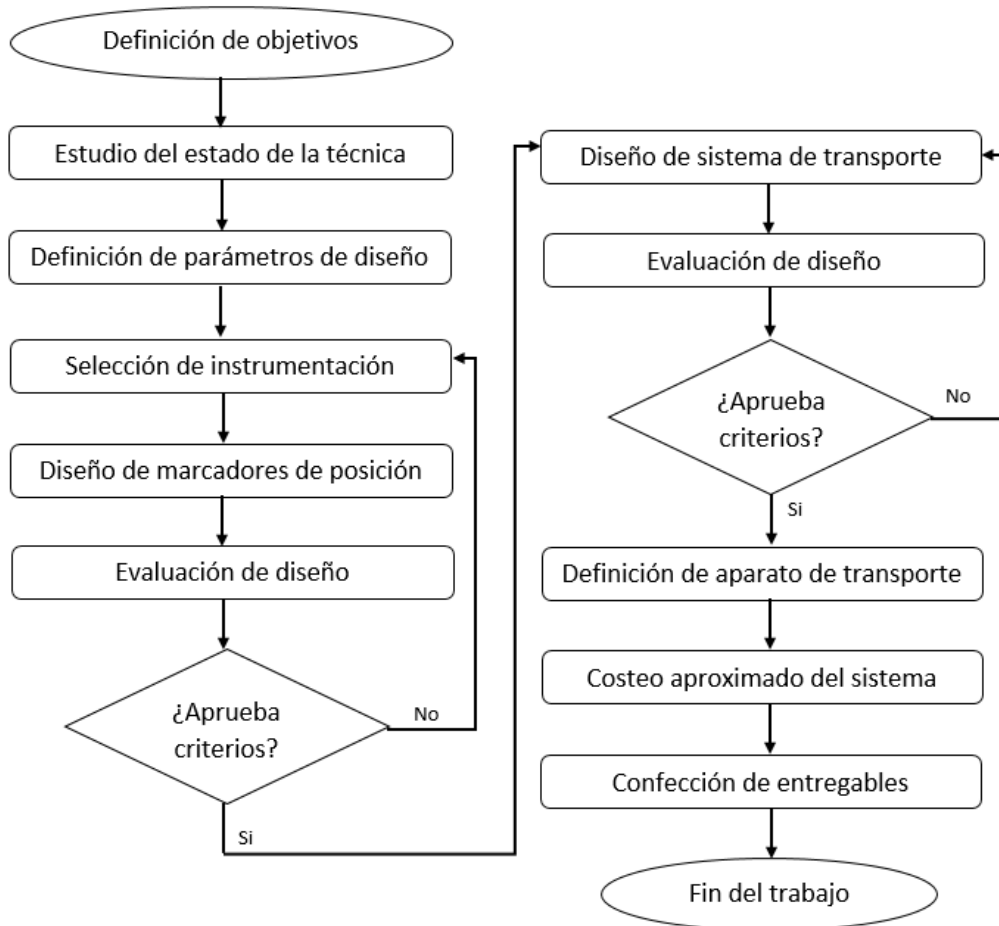 Definición de objetivos
Estudio del estado de la técnica
Definición de parámetros de diseño
Selección de instrumentación
Diseño de marcadores de posición
Evaluación de diseño
¿Aprueba
criterios?
No
Si
Diseño de sistema de transporte
Evaluación de diseño
¿Aprueba
criterios?
No
Si
Definición de aparato de transporte
Costeo aproximado del sistema
Confección de entregables
Fin del trabajo